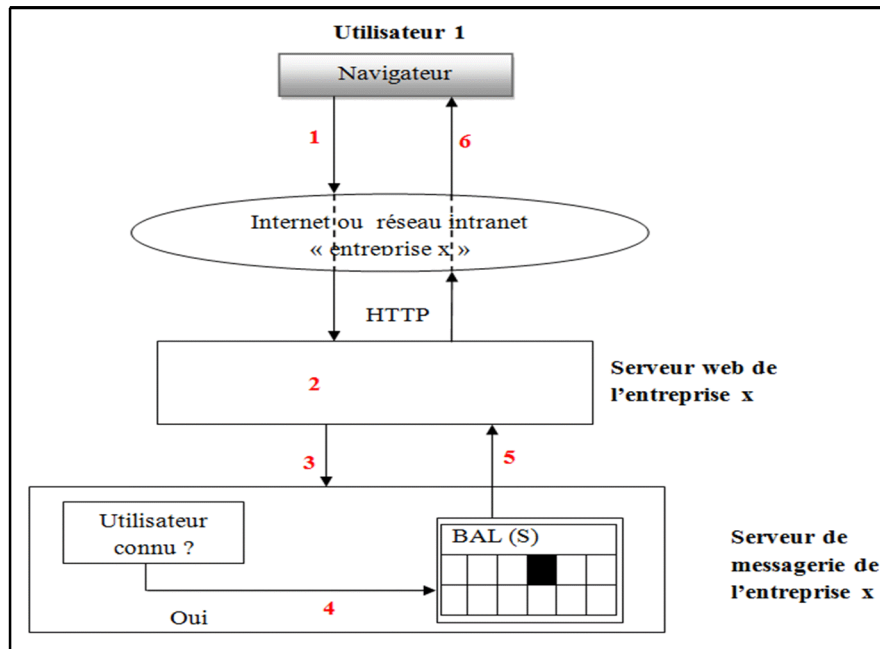 Utilisateur 1
Navigateur
1
6
Internet ou réseau intranet
« entreprise x »
HTTP
2
Serveur web de
l'entreprise x
3
5
Utilisateur
connu ?
BAL (S)
Serveur de
messagerie de
l'entreprise x
4
Oui